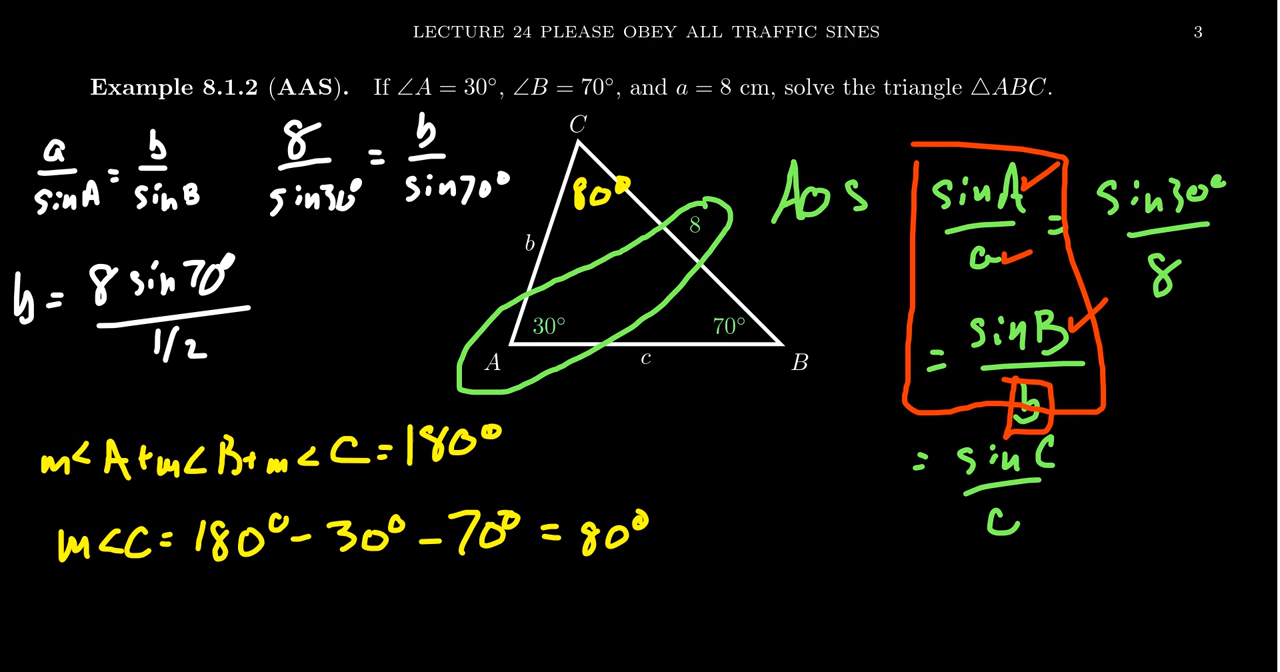 LECTURE 24 PLEASE OBEY ALL TRAFFIC SINES 3
Example 8.1.2 (AAS). If ∠A = 30°, ∠B = 70°, and a = 8 cm, solve the triangle △ABC.
a/sinA = b/sinB
8/sin30° = b/sin70°
b = 8 sin70°/1/2
C
80°
b
8
30°
70°
A
c
B
AOS
sinA/a = sin30°/8
= sinB/b
= sinC/c
m<A+m<B+m<C=180°
m<C= 180° - 30° - 70° = 80°